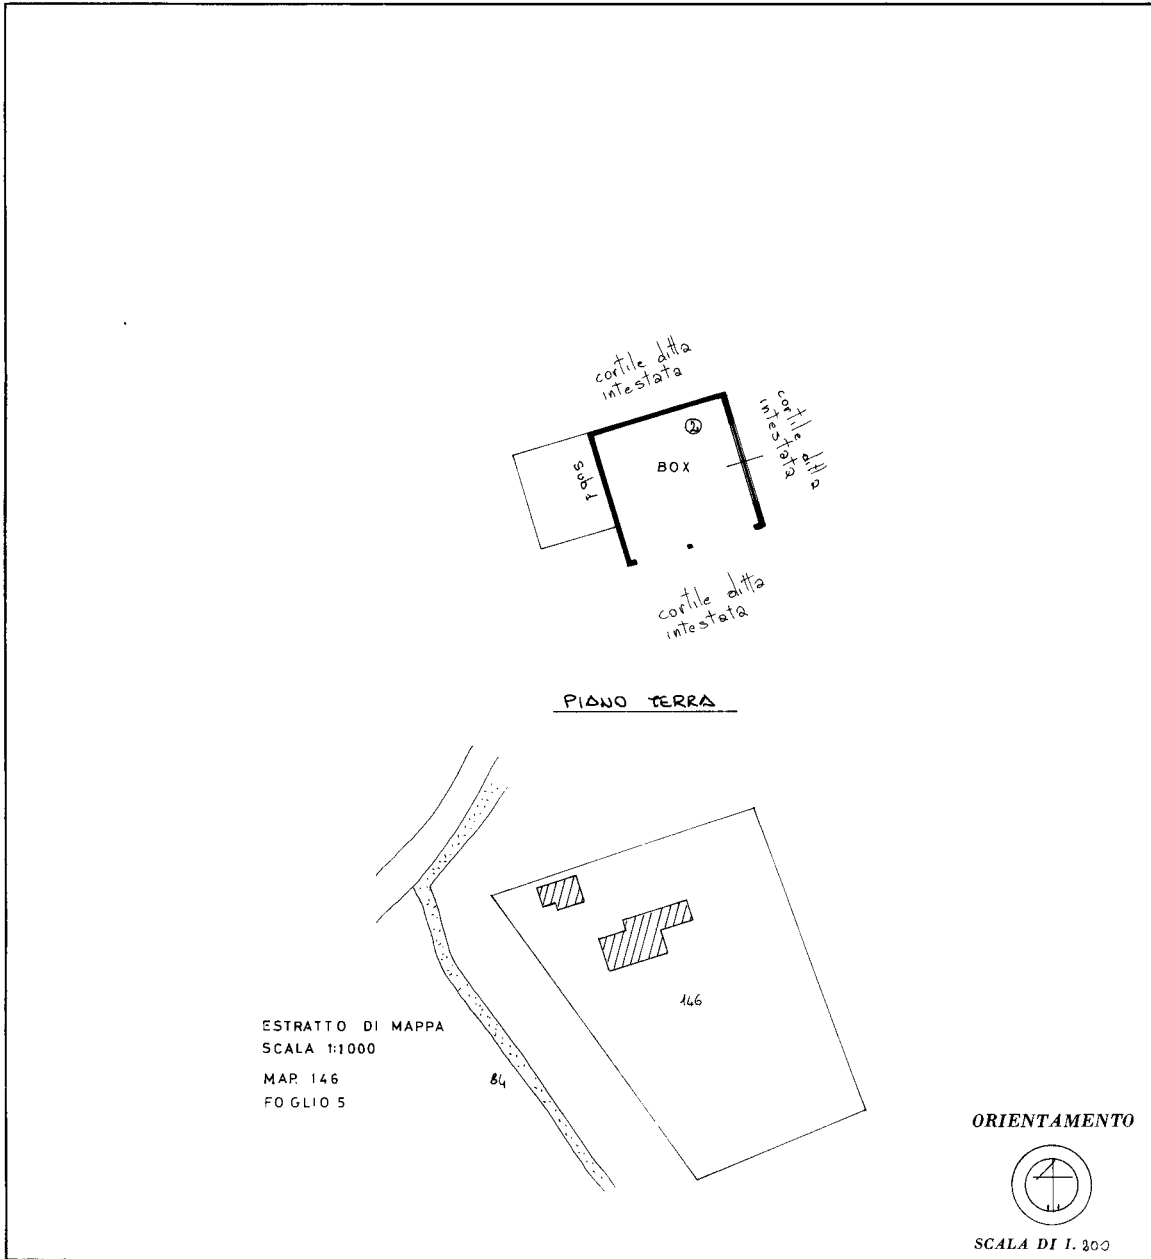 cortile ditta
intestata
cortile ditta
intestata
2
BOX
sub1
cortile ditta
intestata
PIANO TERRA
146
ESTRATTO DI MAPPA
SCALA 1:1000
MAP. 146
FOGLIO 5
84
ORIENTAMENTO
SCALA DI 1. 200